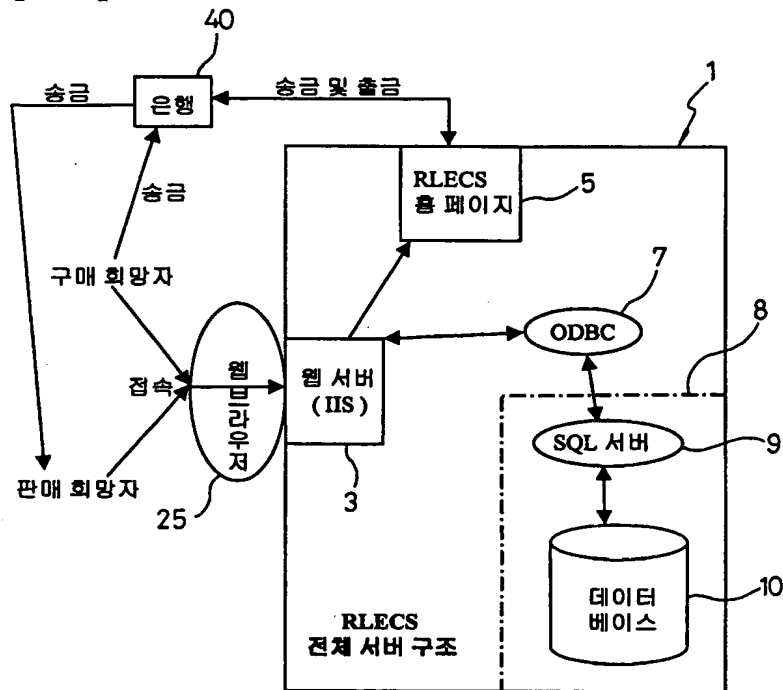 40
송금
은행
송금 및 출금
1
RLECS
홈 페이지
5
송금
구매 희망자
7
ODBC
8
접속
웹브라우저
웹 서버
(IIS)
SQL 서버
9
판매 희망자
25
3
데이터
베이스
10
RLECS
전체 서버 구조